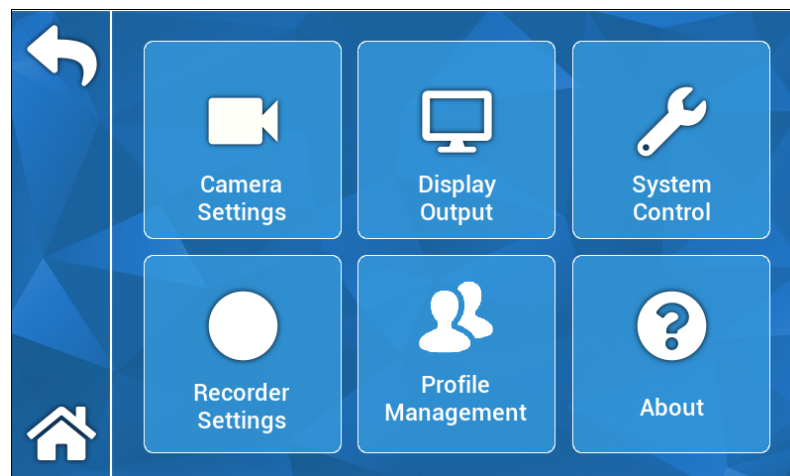 Camera
Settings
Display
Output
System
Control
Recorder
Settings
Profile
Management
About